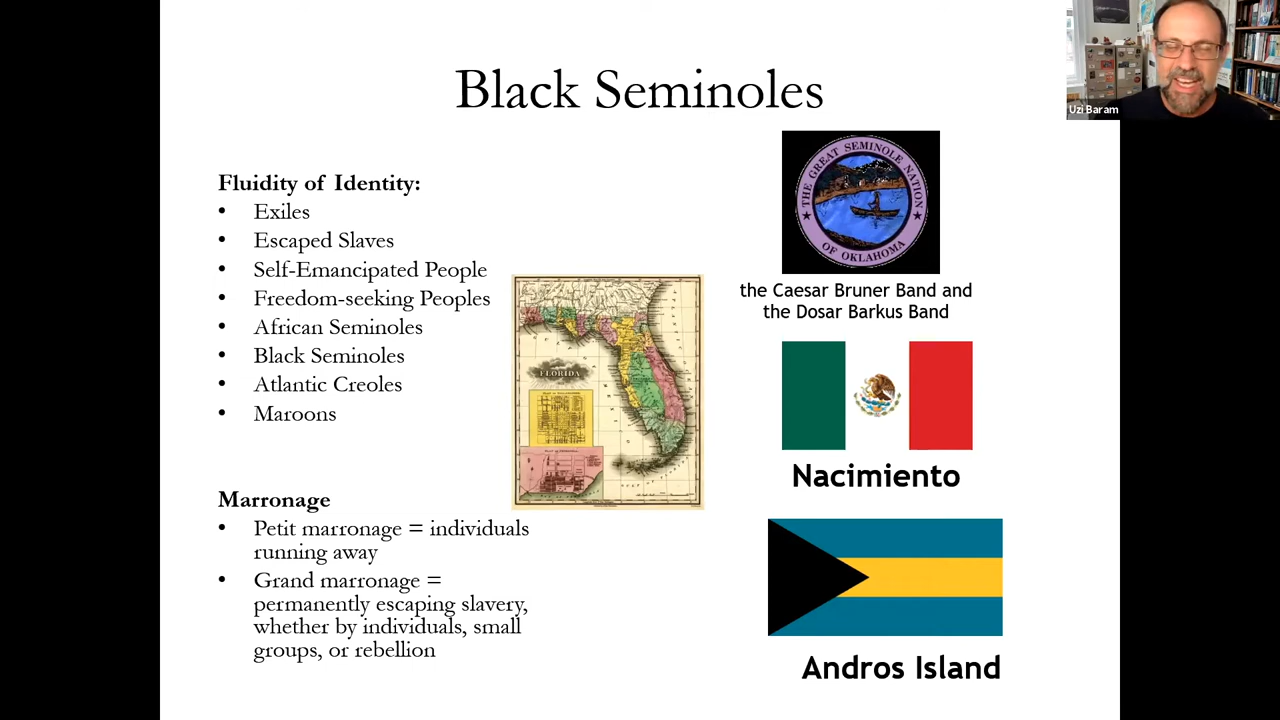 Black Seminoles
Uzi Baram
Fluidity of Identity:
• Exiles
• Escaped Slaves
• Self-Emancipated People
• Freedom-seeking Peoples
• African Seminoles
• Black Seminoles
• Atlantic Creoles
• Maroons
Marronage
• Petit marronage = individuals
running away
• Grand marronage =
permanently escaping slavery,
whether by individuals, small
groups, or rebellion
FLORIDA
THE GREAT SEMINOLE NATION
OF OKLAHOMA
the Caesar Bruner Band and
the Dosar Barkus Band
Nacimiento
Andros Island